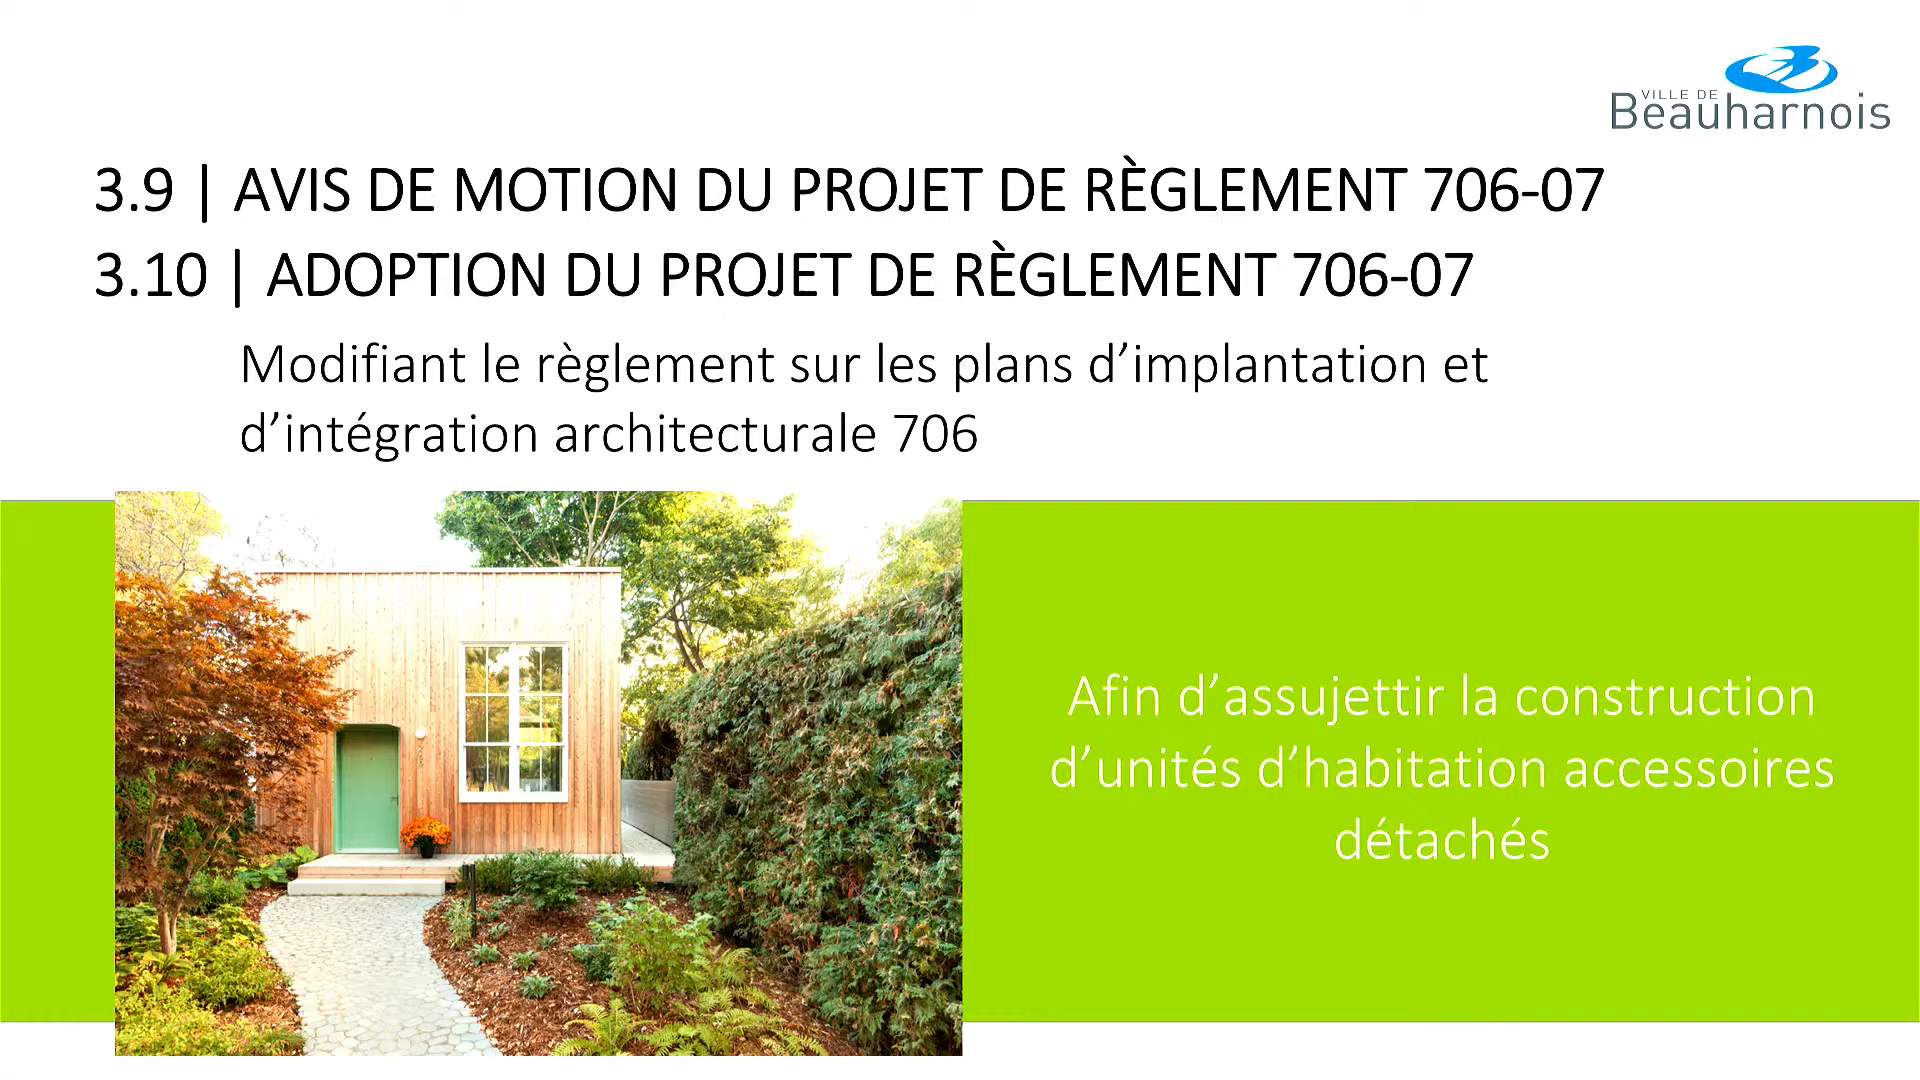 VILLE DE
Beauharnois
3.9 | AVIS DE MOTION DU PROJET DE RÈGLEMENT 706-07
3.10 | ADOPTION DU PROJET DE RÈGLEMENT 706-07
Modifiant le règlement sur les plans d’implantation et
d’intégration architecturale 706
Afin d’assujettir la construction
d’unités d’habitation accessoires
détachés